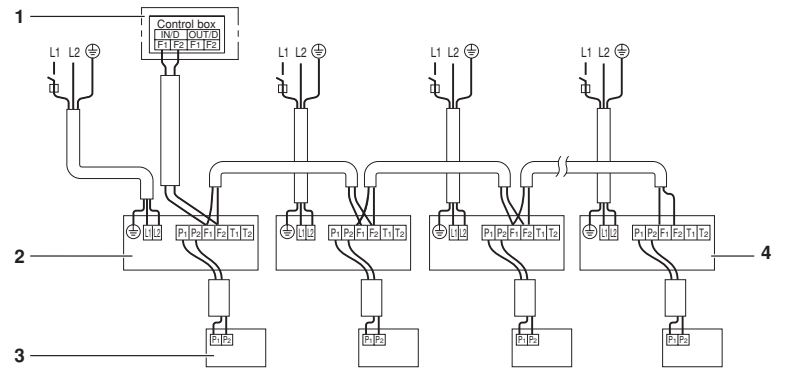 1
Control box
IN/D OUT/D
F1 F2 F1 F2
L1 L2
L1 L2
L1 L2
L1 L2
L1 L2 P1 P2 F1 F2 T1 T2
L1 L2 P1 P2 F1 F2 T1 T2
L1 L2 P1 P2 F1 F2 T1 T2
L1 L2 P1 P2 F1 F2 T1 T2
2
4
P1 P2
P1 P2
P1 P2
P1 P2
3